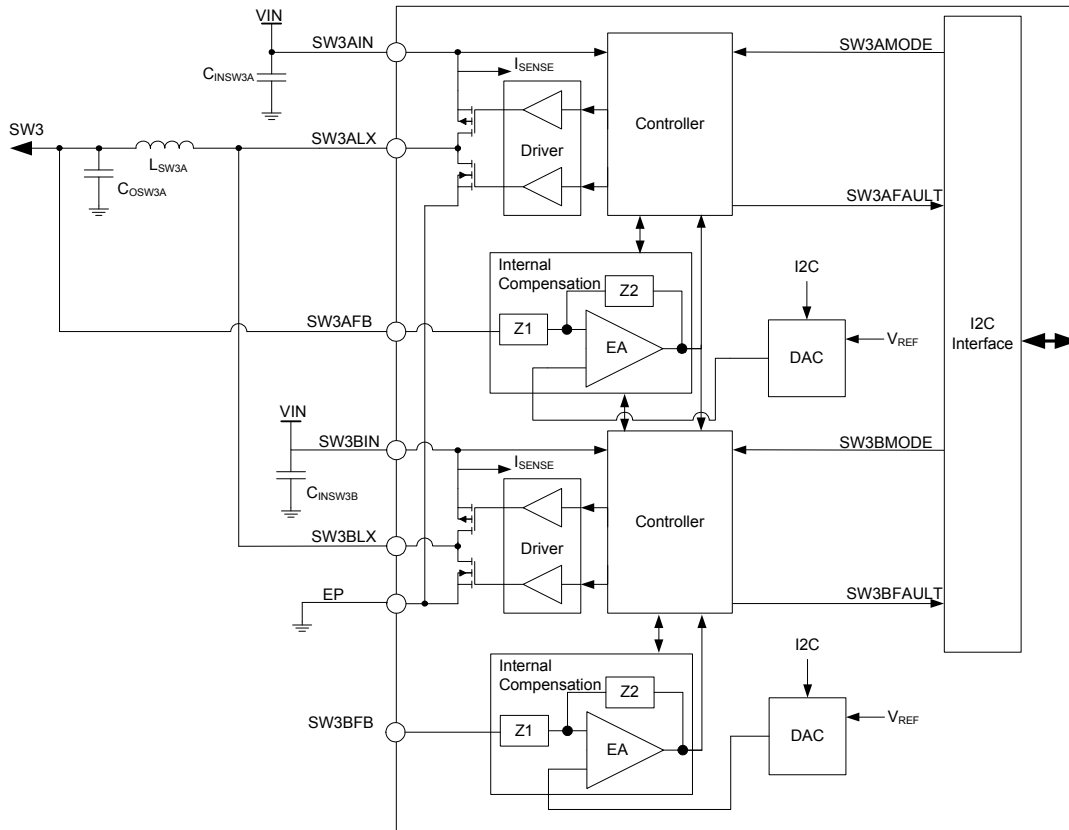 VIN
SW3AIN
SW3AMODE
CINSW3A
ISENSE
Controller
SW3
SW3ALX
LSW3A
COSW3A
Driver
SW3AFAULT
Internal
Compensation
Z2
I2C
SW3AFB
Z1
EA
DAC
VREF
I2C
Interface
VIN
SW3BIN
SW3BMODE
CINSW3B
ISENSE
Controller
SW3BLX
Driver
EP
SW3BFAULT
Internal
Compensation
Z2
I2C
SW3BFB
Z1
EA
DAC
VREF